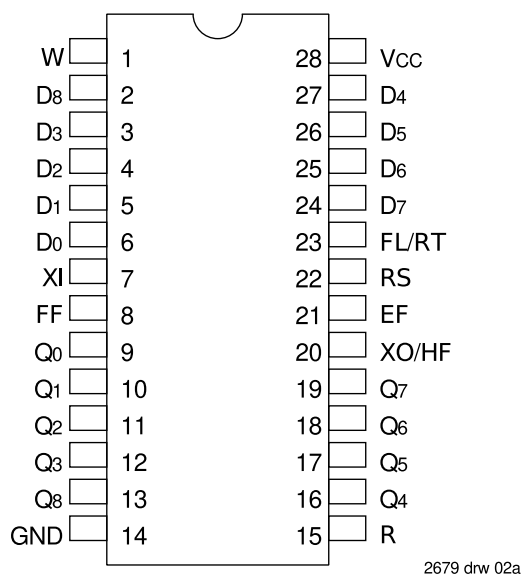 W 1 28 VCC
D8 2 27 D4
D3 3 26 D5
D2 4 25 D6
D1 5 24 D7
D0 6 23 FL/RT
XI 7 22 RS
FF 8 21 EF
Q0 9 20 XO/HF
Q1 10 19 Q7
Q2 11 18 Q6
Q3 12 17 Q5
Q8 13 16 Q4
GND 14 15 R
2679 drw 02a